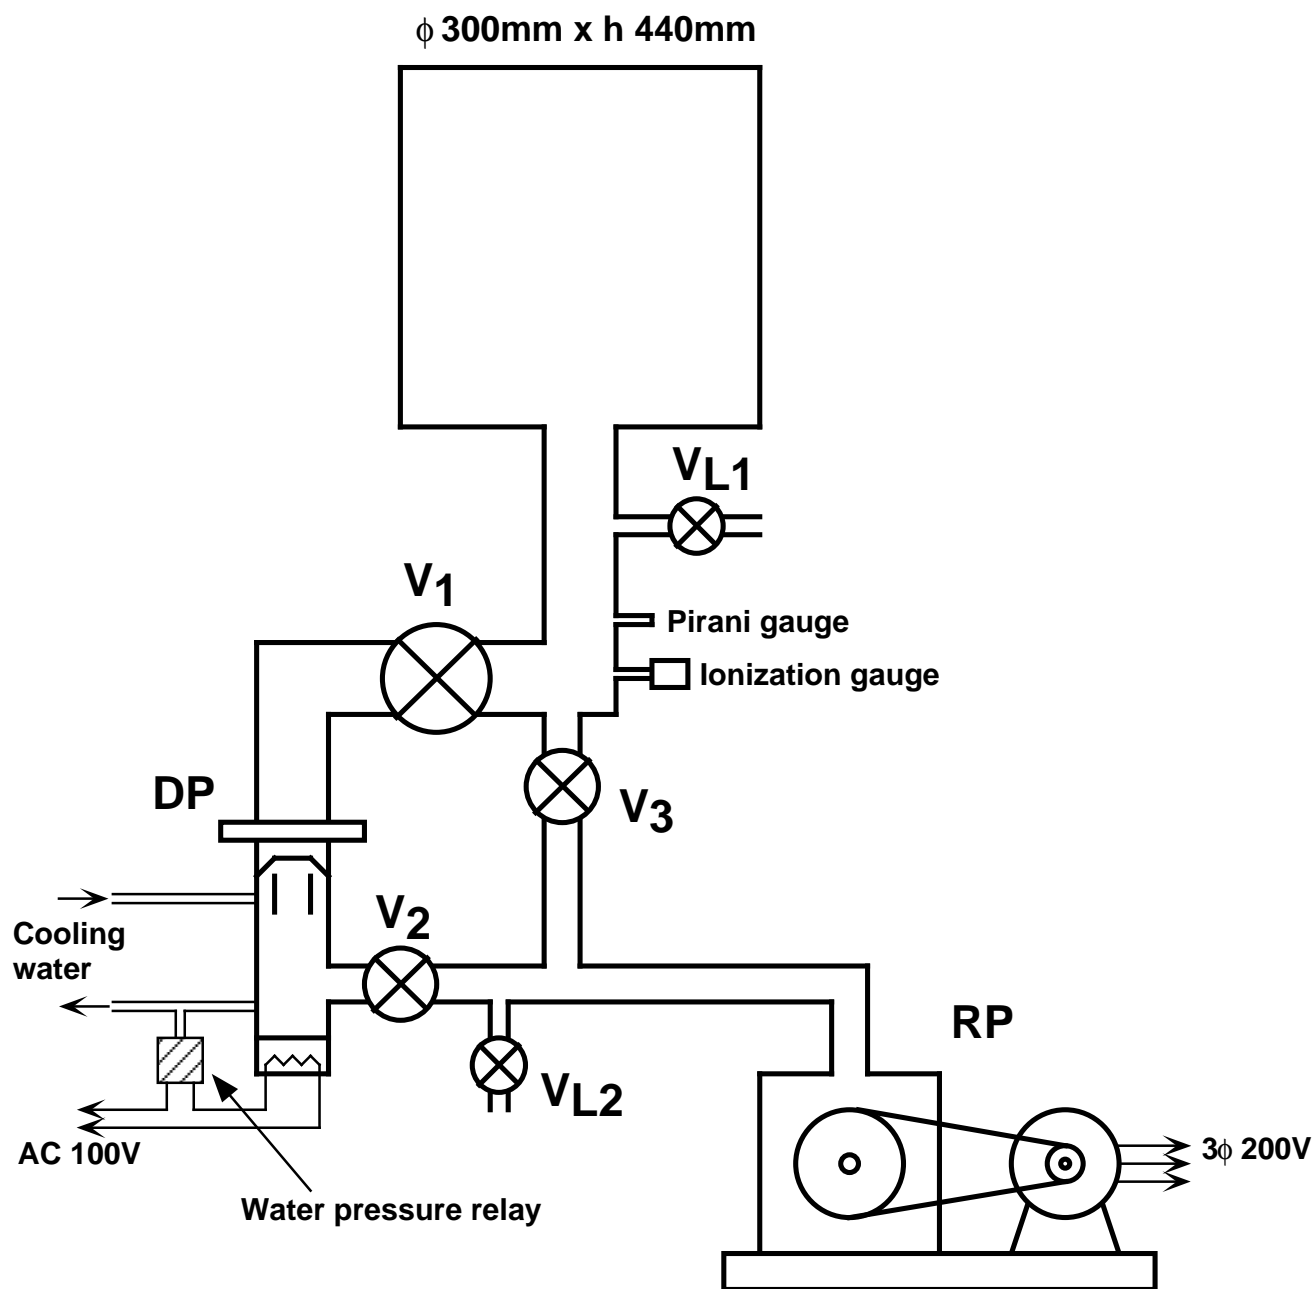 ϕ 300mm x h 440mm
VL1
V1
Pirani gauge
Ionization gauge
DP
V3
V2
Cooling
water
RP
VL2
AC 100V
3ϕ 200V
Water pressure relay